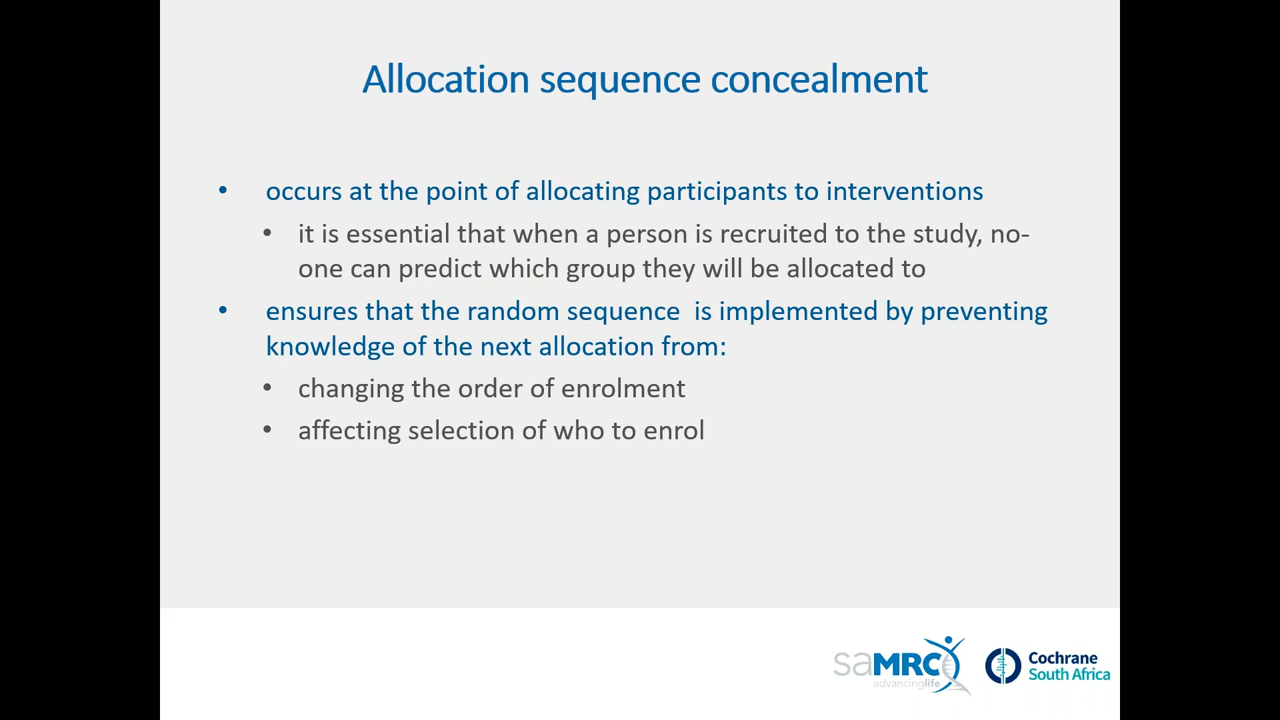 Allocation sequence concealment
• occurs at the point of allocating participants to interventions
• it is essential that when a person is recruited to the study, no-
one can predict which group they will be allocated to
• ensures that the random sequence  is implemented by preventing
knowledge of the next allocation from:
• changing the order of enrolment
• affecting selection of who to enrol
saMRC
advancinglife
Cochrane
South Africa